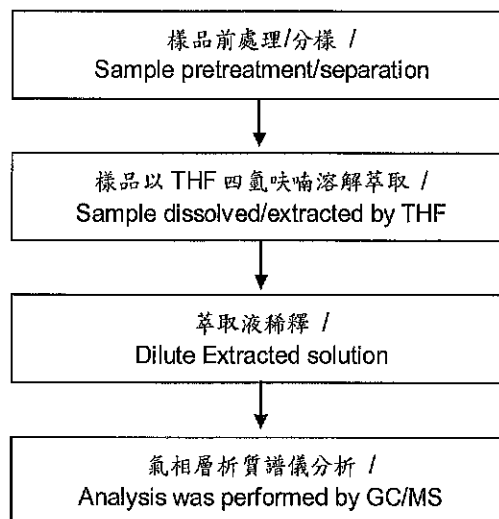 樣品前處理/分樣 /
Sample pretreatment/separation
樣品以 THF 四氫呋喃溶解萃取 /
Sample dissolved/extracted by THF
萃取液稀釋 /
Dilute Extracted solution
氣相層析質譜儀分析 /
Analysis was performed by GC/MS